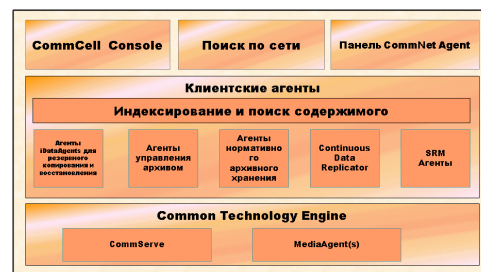 CommCell Console
Поиск по сети
Панель CommNet Agent
Клиентские агенты
Индексирование и поиск содержимого
Агенты
iDataAgents для
резервного
копирования и
восстановления
Агенты
управления
архивом
Агенты
нормативно
го
архивного
хранения
Continuous
Data
Replicator
SRM
Агенты
Common Technology Engine
CommServe
MediaAgent(s)